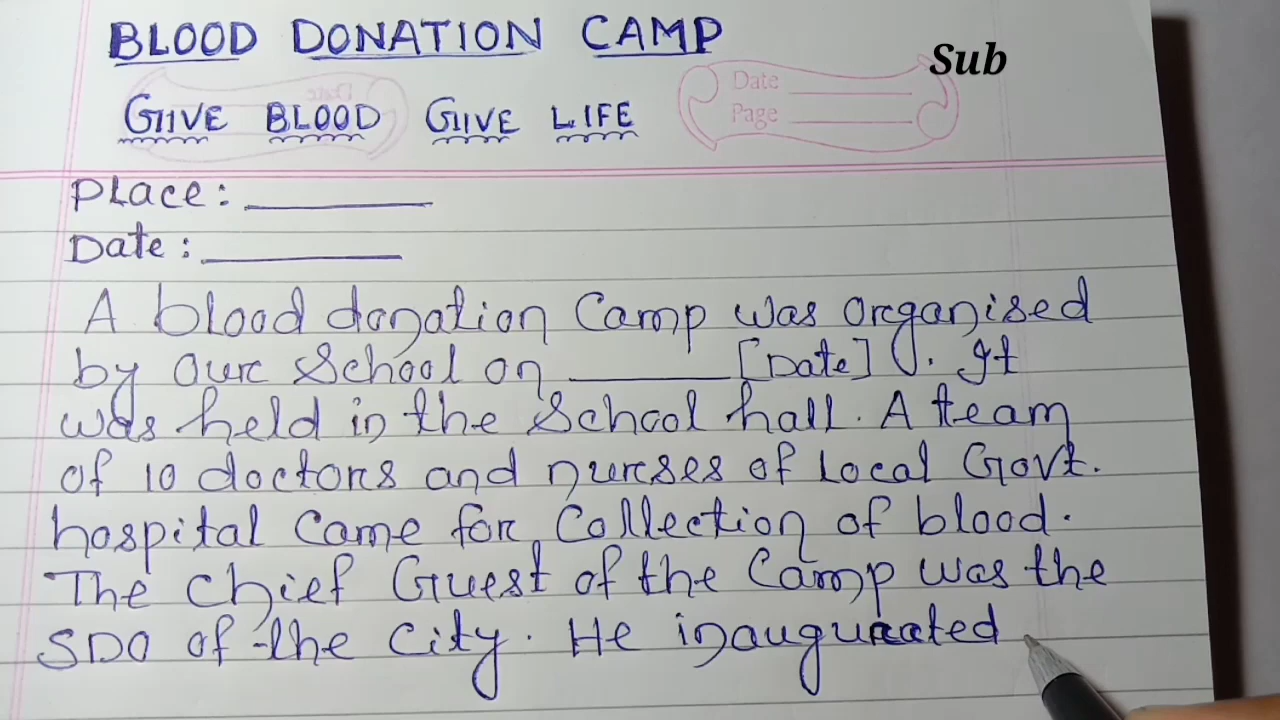 BLOOD DONATION CAMP
Sub
Date
Page
GIVE BLOOD GIVE LIFE
Place: ________
Date: ________
A blood donation Camp was organised
by our School on ________ [Date]. It
was held in the School hall. A team
of 10 doctors and nurses of Local Govt.
hospital Came for Collection of blood.
The Chief Guest of the Camp was the
SDO of the City. He inaugurated